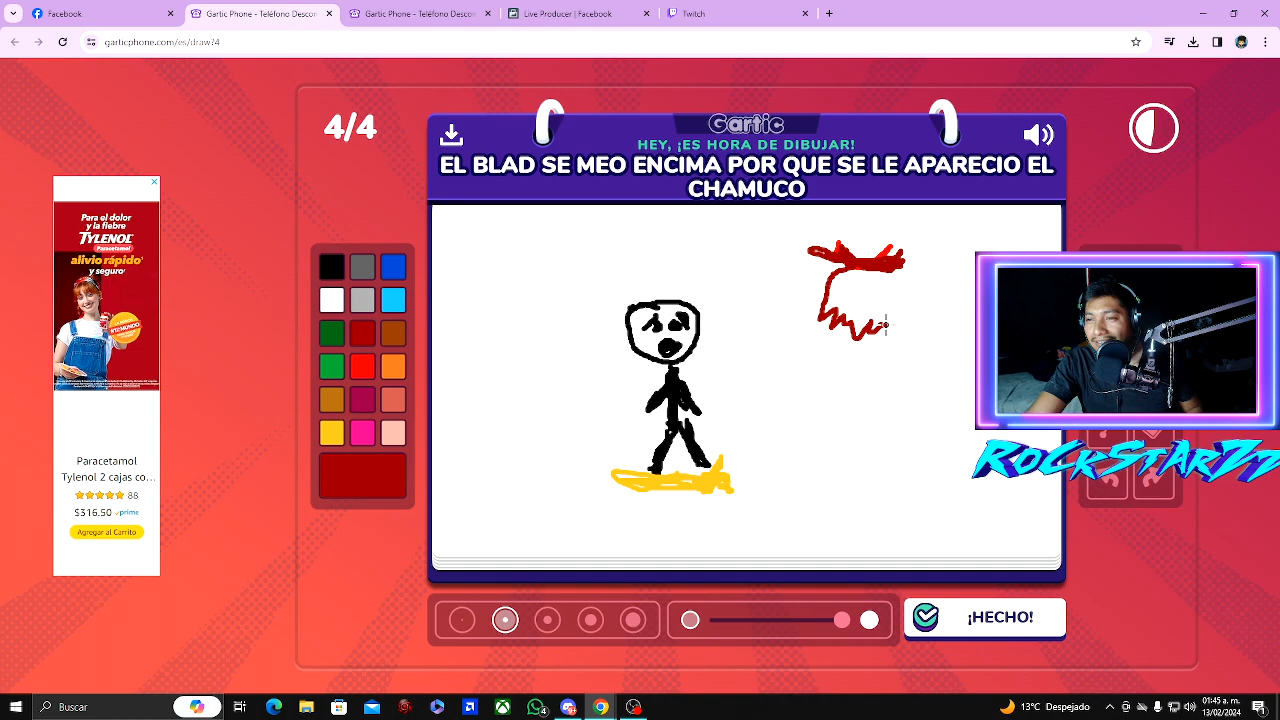 Facebook
Gartic Phone - Teléfono Descon
Gartic Phone - Teléfono Descon
Live Producer | Facebook
Twitch
garticphone.com/es/draw?4
4/4
Gartic
HEY, ¡ES HORA DE DIBUJAR!
EL BLAD SE MEO ENCIMA POR QUE SE LE APARECIO EL
CHAMUCO
Para el dolor
y la fiebre
TYLENOL
Paracetamol
alivio rápido
y seguro
Paracetamol
Tylenol 2 cajas co...
88
$316.50 prime
Agregar al Carrito
RockStarZz
¡HECHO!
Buscar
4
13°C Despejado
01:45 a. m.
13/02/2024